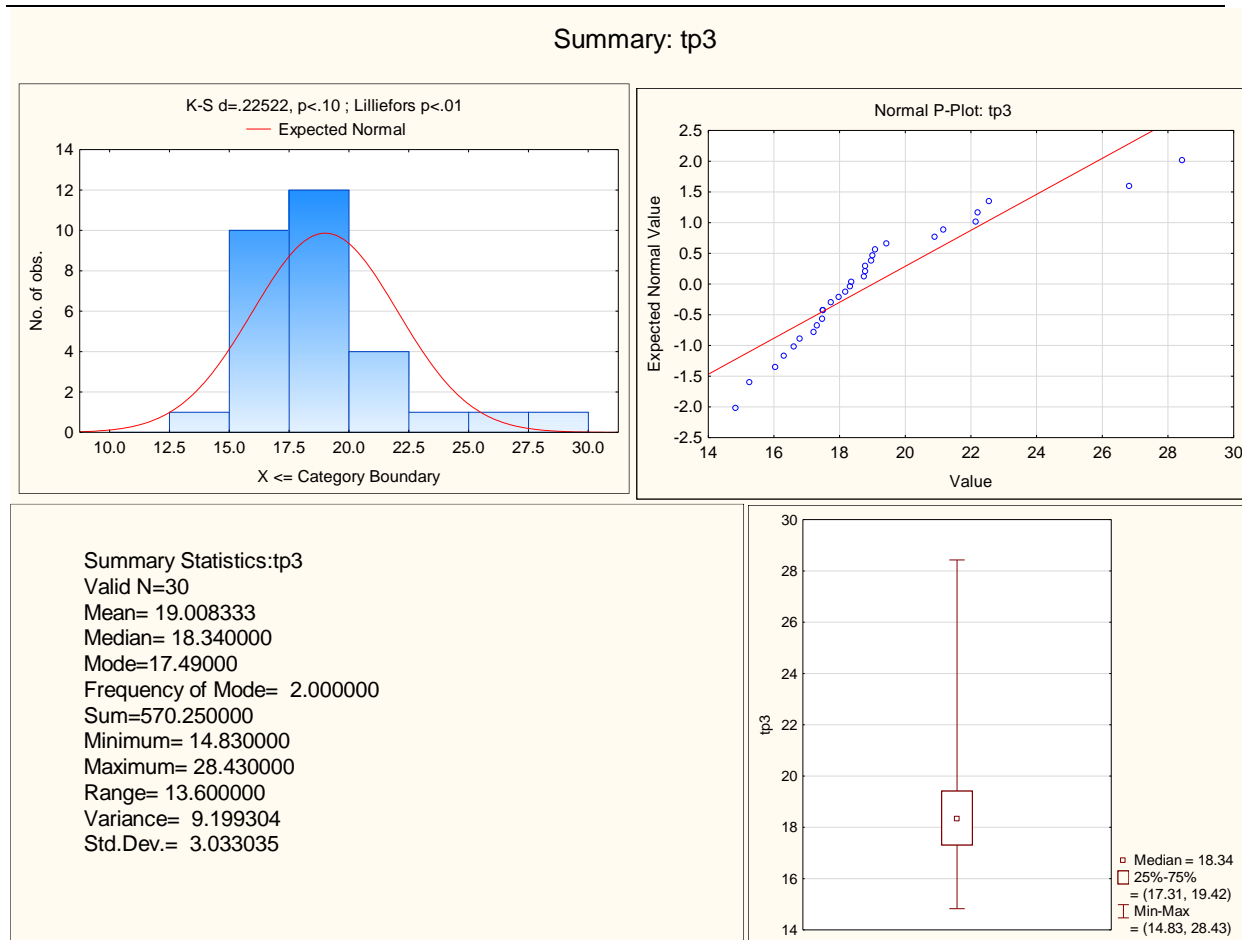 Summary: tp3
K-S d=.22522, p<.10 ; Lilliefors p<.01
Expected Normal
14
12
10
8
6
4
2
0
No. of obs.
10.0 12.5 15.0 17.5 20.0 22.5 25.0 27.5 30.0
X <= Category Boundary
Normal P-Plot: tp3
2.5
2.0
1.5
1.0
0.5
0.0
-0.5
-1.0
-1.5
-2.0
-2.5
Expected Normal Value
14 16 18 20 22 24 26 28 30
Value
Summary Statistics:tp3
Valid N=30
Mean= 19.008333
Median= 18.340000
Mode=17.49000
Frequency of Mode=  2.000000
Sum=570.250000
Minimum= 14.830000
Maximum= 28.430000
Range= 13.600000
Variance=  9.199304
Std.Dev.=  3.033035
30
28
26
24
22
20
18
16
14
tp3
Median = 18.34
25%-75%
= (17.31, 19.42)
Min-Max
= (14.83, 28.43)